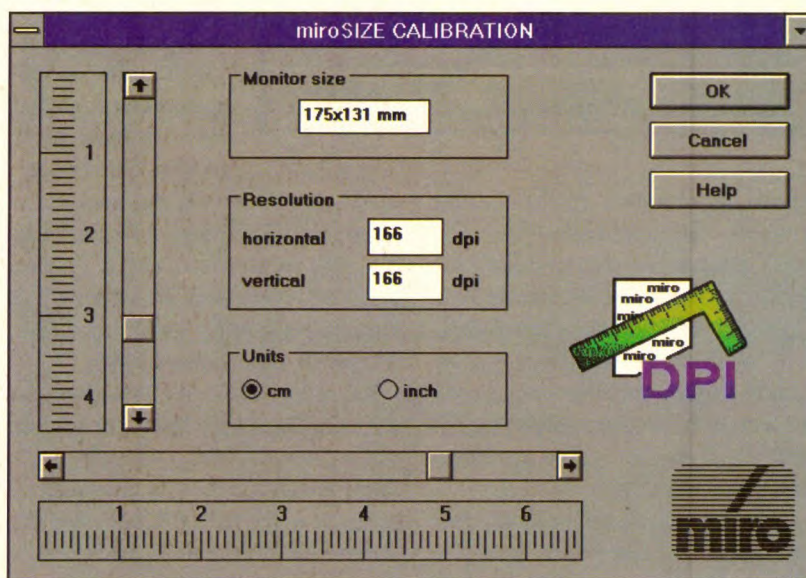 miroSIZE CALIBRATION
Monitor size
175x131 mm
Resolution
horizontal 166 dpi
vertical 166 dpi
Units
cm inch
OK
Cancel
Help
1
2
3
4
miro
miro
miro
miro
miro
DPI
1 2 3 4 5 6
miro